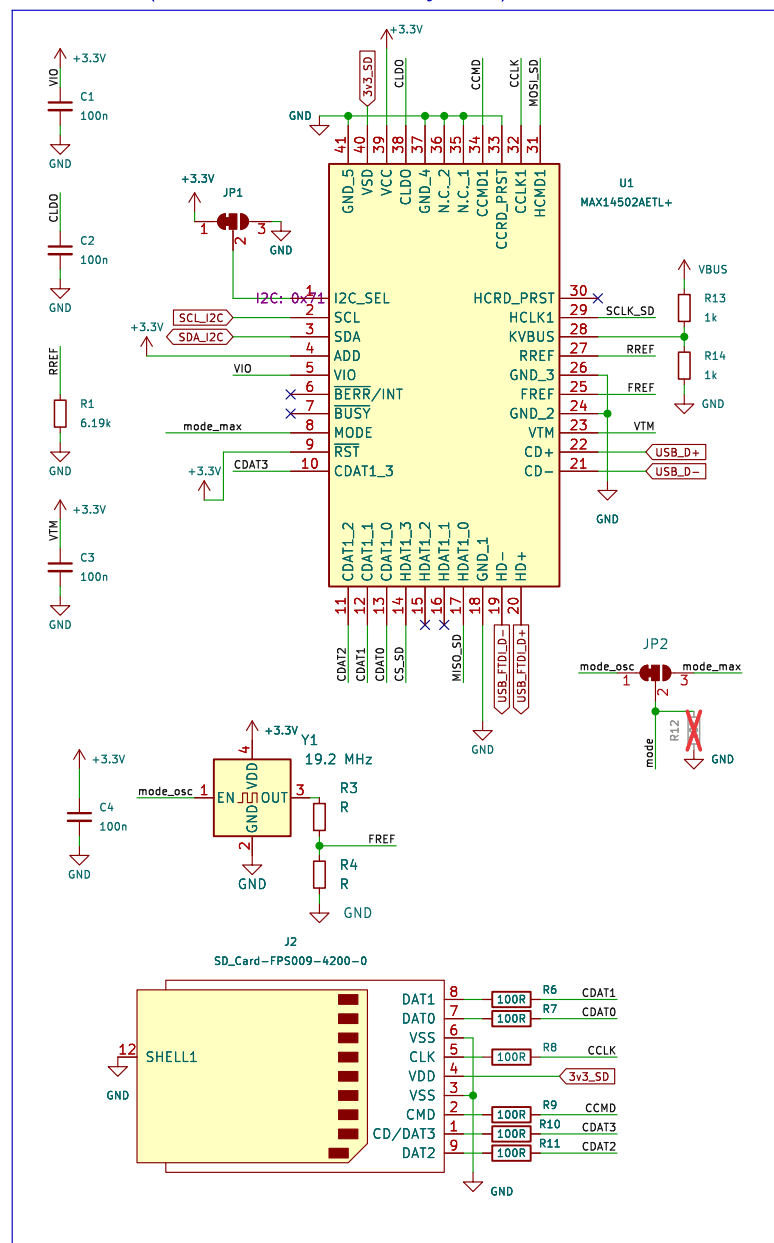 +3.3V
VIO
C1
100n
GND
CLDO
C2
100n
GND
RREF
R1
6.19k
GND
+3.3V
VTM
C3
100n
GND
+3.3V
3v3_SD
CLDO
CCMD
CCLK
MOSI_SD
GND
41
40
39
38
37
36
35
34
33
32
31
GND_5
VSD
VCC
CLDO
GND_4
N.C._2
N.C._1
CCMD1
CCRD_PRST
CCLK1
HCMD1
U1
MAX14502AETL+
+3.3V
JP1
1
2
3
GND
I2C: 0x71
1 I2C_SEL
SCL_I2C 2 SCL
SDA_I2C 3 SDA
+3.3V
4 ADD
VIO 5 VIO
6 BERR/INT
7 BUSY
mode_max 8 MODE
9 RST
+3.3V
CDAT3 10 CDAT1_3
HCRD_PRST 30
HCLK1 29 SCLK_SD
KVBUS 28
RREF 27 RREF
GND_3 26
FREF 25 FREF
GND_2 24
VTM 23 VTM
CD+ 22 USB_D+
CD- 21 USB_D-
GND
VBUS
R13
1k
R14
1k
GND
CDAT1_2
CDAT1_1
CDAT1_0
HDAT1_3
HDAT1_2
HDAT1_1
HDAT1_0
GND_1
HD-
HD+
11
12
13
14
15
16
17
18
19
20
CDAT2
CDAT1
CDAT0
CS_SD
MISO_SD
USB_FTDI_D-
USB_FTDI_D+
GND
JP2
mode_osc
1
2
3
mode_max
mode
R12
GND
+3.3V
C4
100n
GND
+3.3V
Y1
19.2 MHz
4
VDD
mode_osc 1 EN
OUT 3
GND
2
GND
R3
R
FREF
R4
R
GND
J2
SD_Card-FPS009-4200-0
12 SHELL1
GND
DAT1 8 100R R6 CDAT1
DAT0 7 100R R7 CDAT0
VSS 6
CLK 5 100R R8 CCLK
VDD 4 3v3_SD
VSS 3
CMD 2 100R R9 CCMD
CD/DAT3 1 100R R10 CDAT3
DAT2 9 100R R11 CDAT2
GND